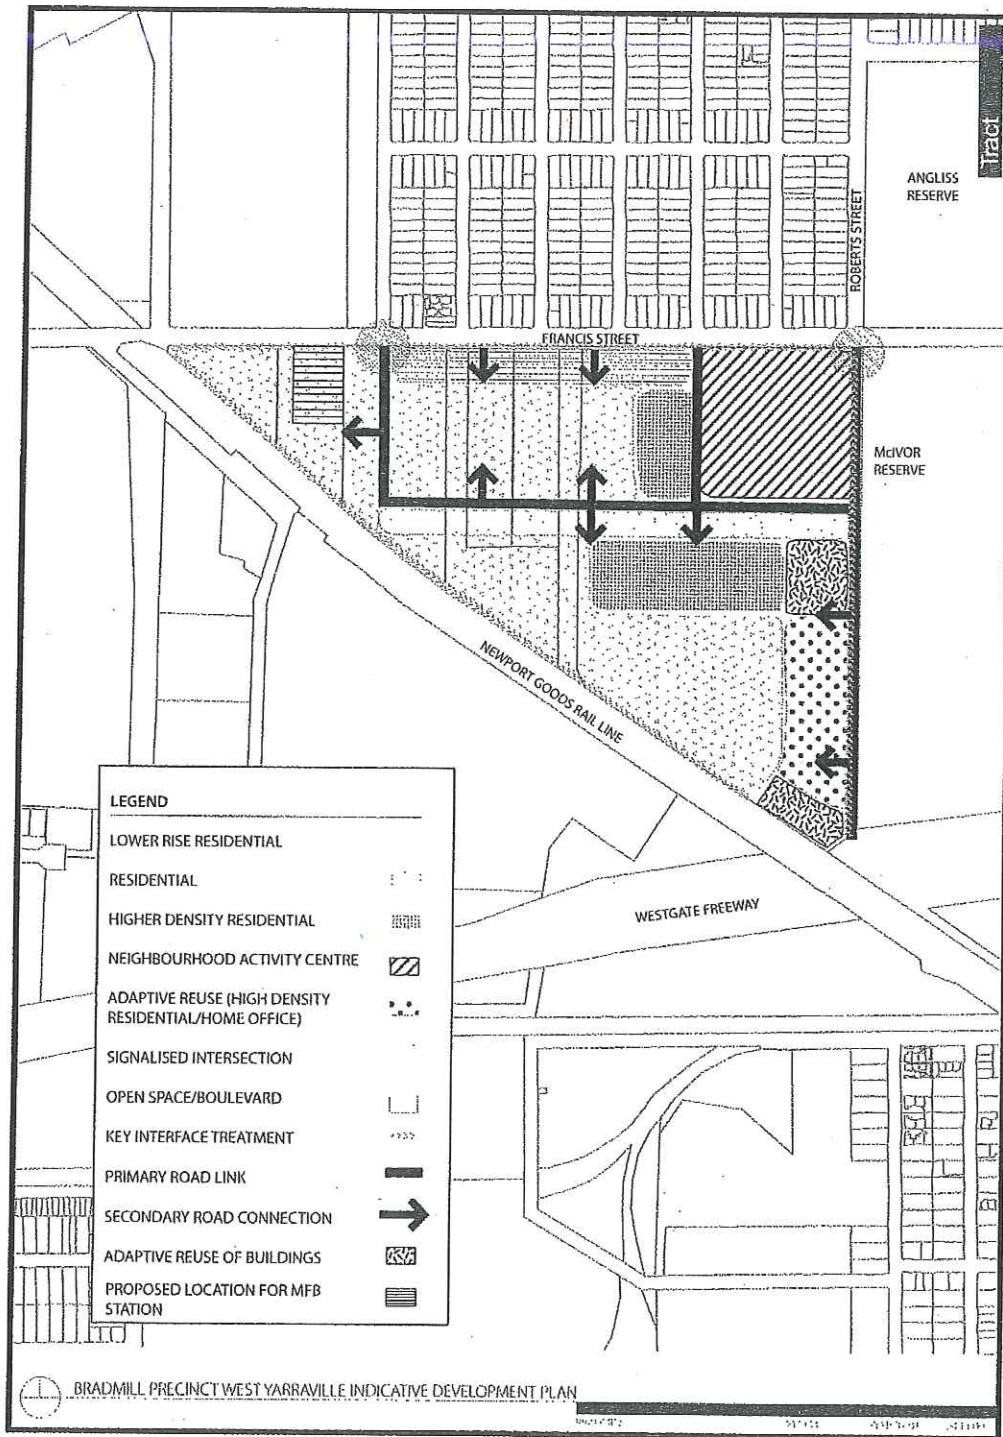 Tract
ANGLISS
RESERVE
ROBERTS STREET
FRANCIS STREET
McIVOR
RESERVE
NEWPORT GOODS RAIL LINE
WESTGATE FREEWAY
LEGEND
LOWER RISE RESIDENTIAL
RESIDENTIAL
HIGHER DENSITY RESIDENTIAL
NEIGHBOURHOOD ACTIVITY CENTRE
ADAPTIVE REUSE (HIGH DENSITY
RESIDENTIAL/HOME OFFICE)
SIGNALISED INTERSECTION
OPEN SPACE/BOULEVARD
KEY INTERFACE TREATMENT
PRIMARY ROAD LINK
SECONDARY ROAD CONNECTION
ADAPTIVE REUSE OF BUILDINGS
PROPOSED LOCATION FOR MFB
STATION
BRADMILL PRECINCT WEST YARRAVILLE INDICATIVE DEVELOPMENT PLAN